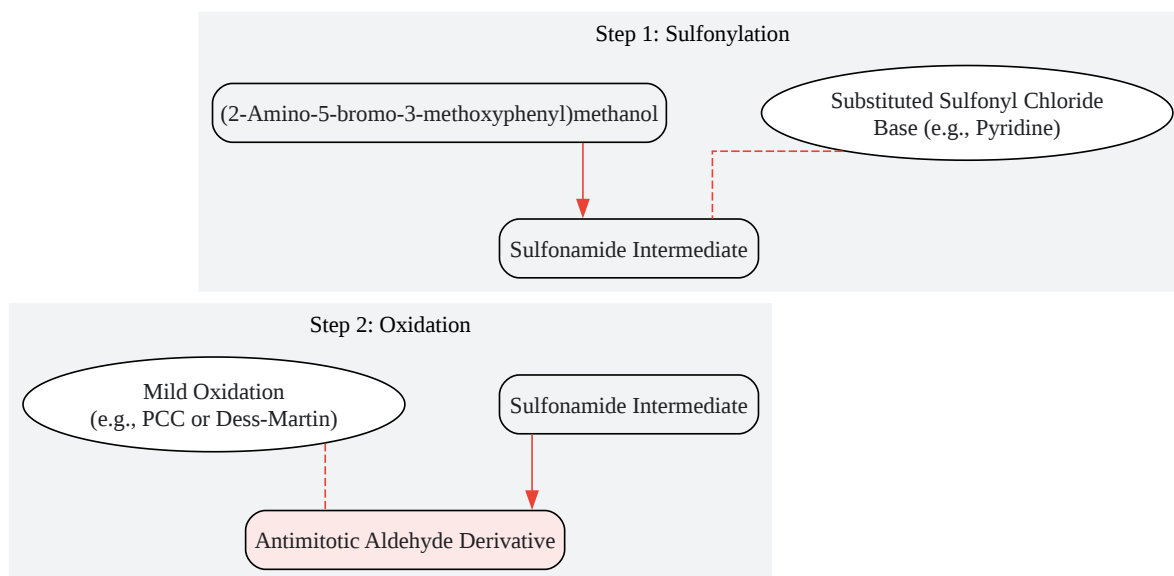 Step 1: Sulfonylation
(2-Amino-5-bromo-3-methoxyphenyl)methanol
Substituted Sulfonyl Chloride
Base (e.g., Pyridine)
Sulfonamide Intermediate
Step 2: Oxidation
Mild Oxidation
(e.g., PCC or Dess-Martin)
Sulfonamide Intermediate
Antimitotic Aldehyde Derivative